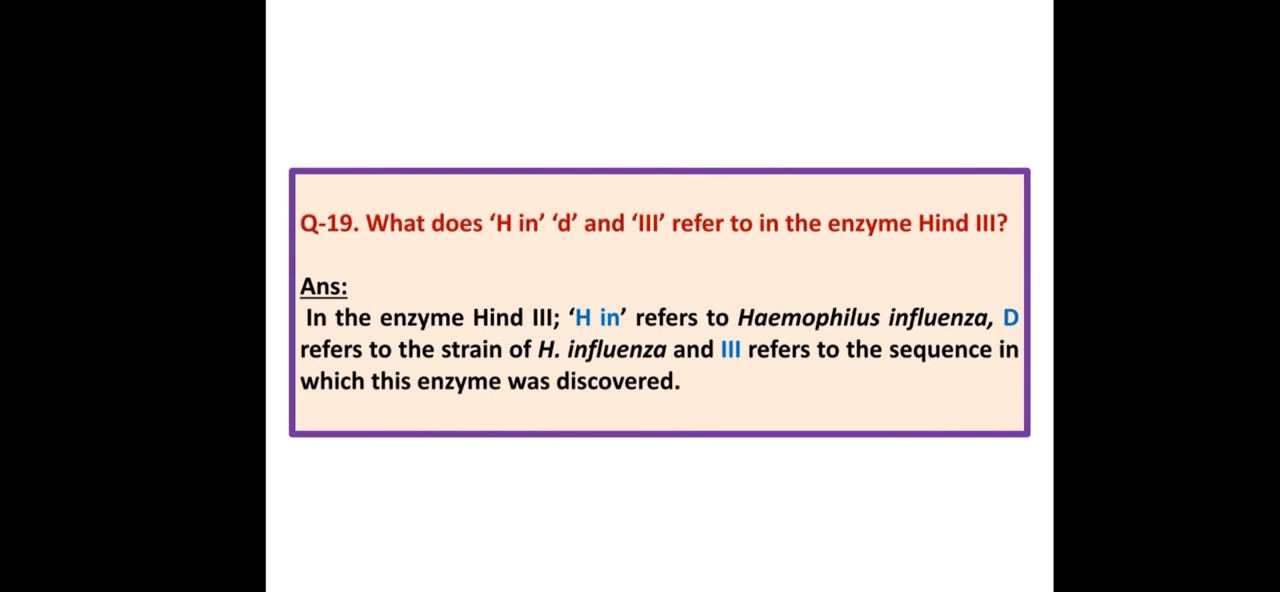 Q-19. What does ‘H in’ ‘d’ and ‘III’ refer to in the enzyme Hind III?
Ans:
In the enzyme Hind III; ‘H in’ refers to Haemophilus influenza, D
refers to the strain of H. influenza and III refers to the sequence in
which this enzyme was discovered.